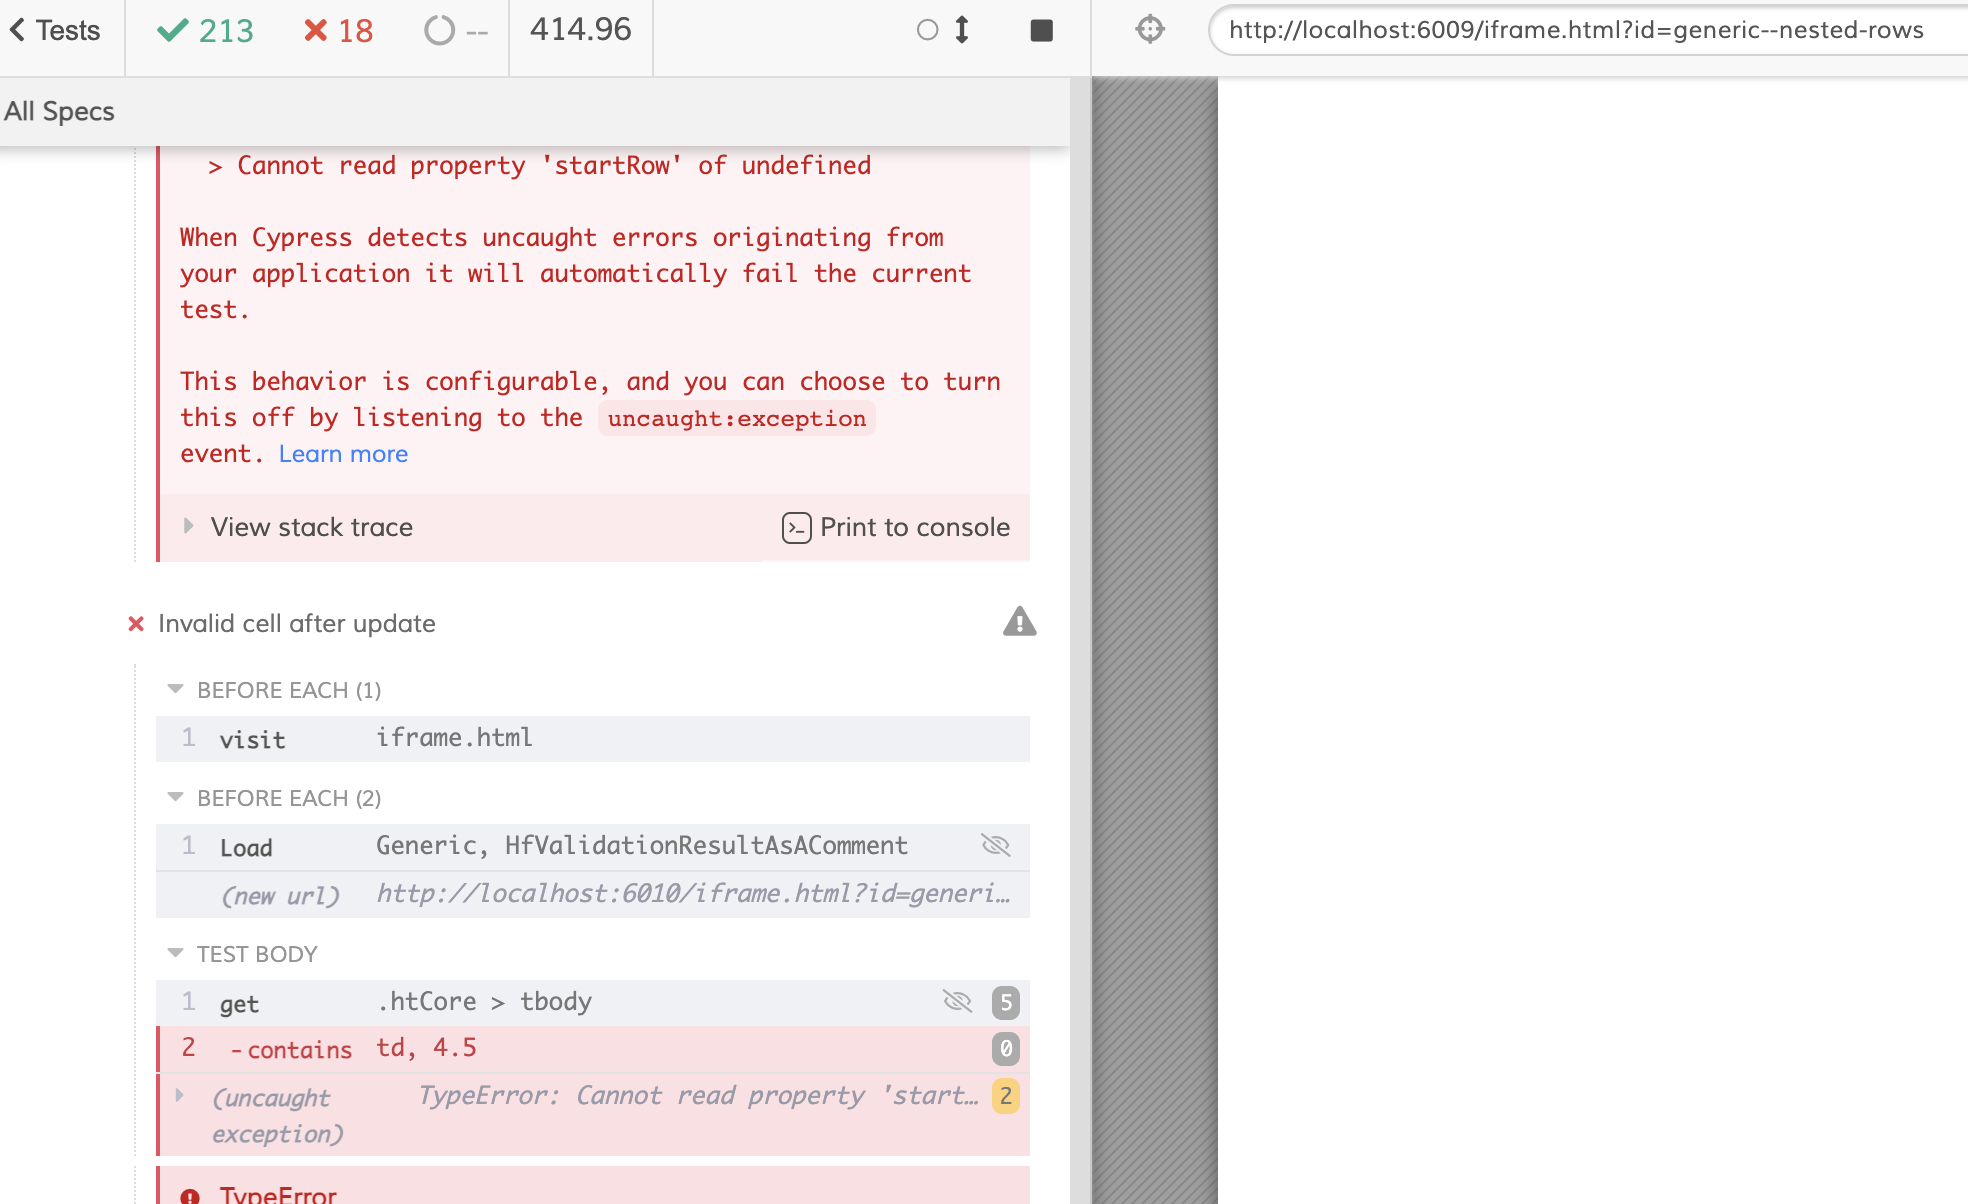 Tests 213 18 -- 414.96 http://localhost:6009/iframe.html?id=generic--nested-rows
All Specs
> Cannot read property 'startRow' of undefined
When Cypress detects uncaught errors originating from
your application it will automatically fail the current
test.
This behavior is configurable, and you can choose to turn
this off by listening to the uncaught:exception
event. Learn more
View stack trace >_ Print to console
Invalid cell after update
BEFORE EACH (1)
1 visit iframe.html
BEFORE EACH (2)
1 Load Generic, HfValidationResultAsAComment
(new url) http://localhost:6010/iframe.html?id=generi…
TEST BODY
1 get .htCore > tbody 5
2 -contains td, 4.5 0
(uncaught TypeError: Cannot read property 'start… 2
exception)
TypeError